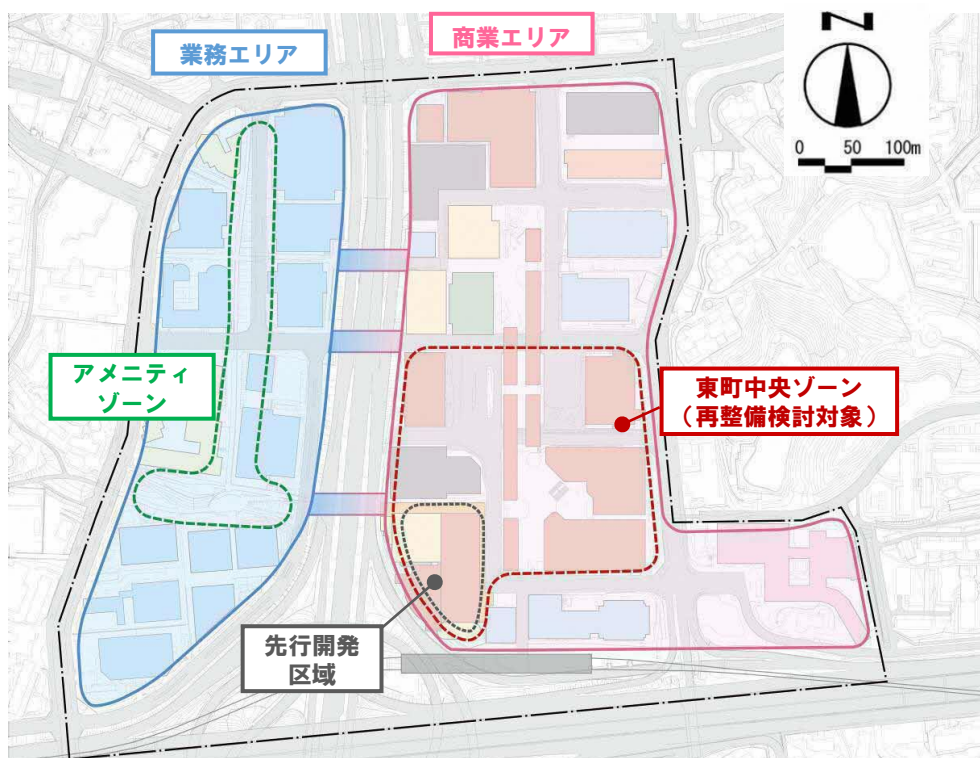 業務エリア
商業エリア
N
0 50 100m
アメニティ
ゾーン
東町中央ゾーン
（再整備検討対象）
先行開発
区域